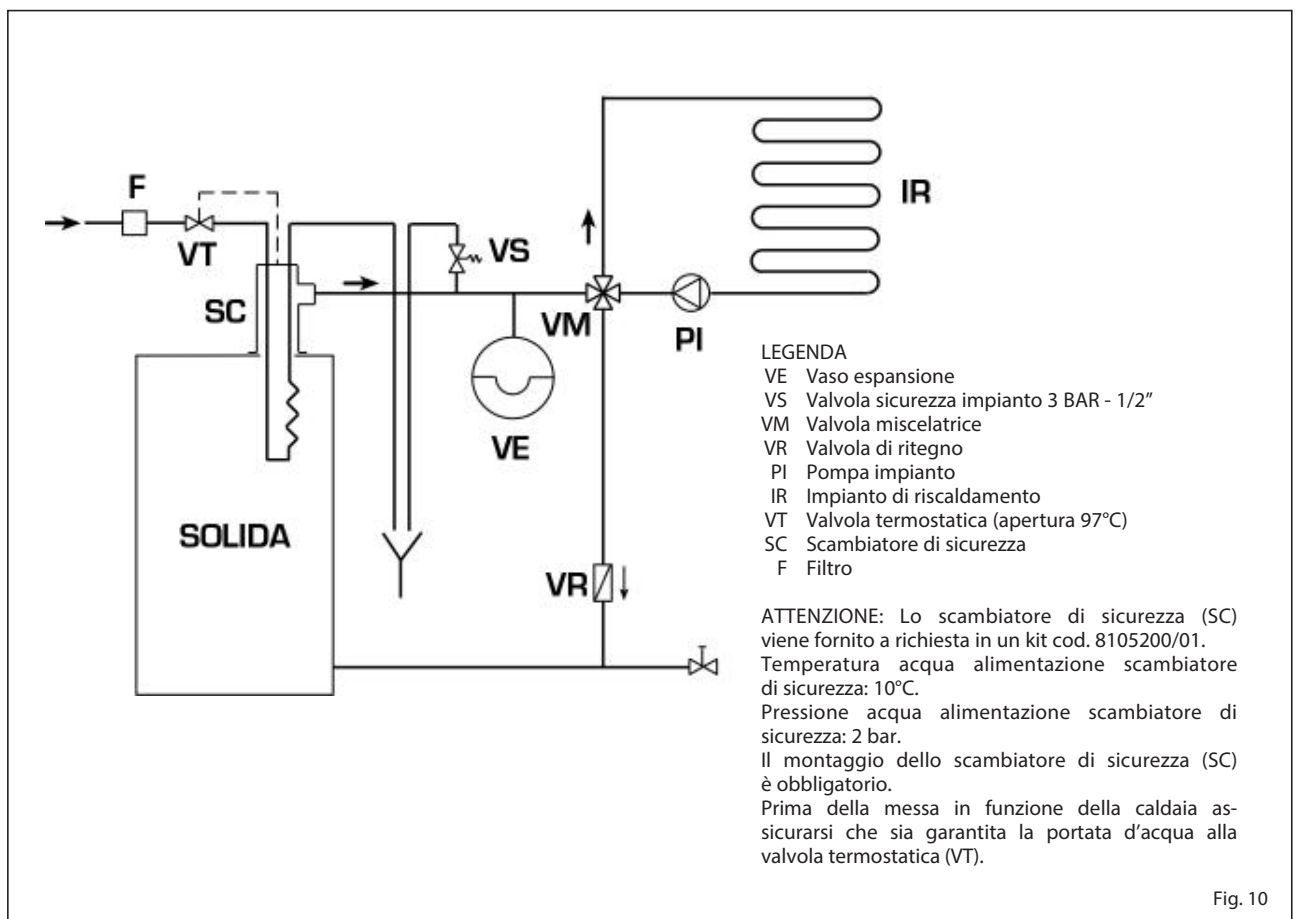 F
VT
VS
SC
IR
VM
PI
VE
SOLIDA
VR
LEGENDA
VE Vaso espansione
VS Valvola sicurezza impianto 3 BAR - 1/2”
VM Valvola miscelatrice
VR Valvola di ritegno
PI Pompa impianto
IR Impianto di riscaldamento
VT Valvola termostatica (apertura 97°C)
SC Scambiatore di sicurezza
F Filtro
ATTENZIONE: Lo scambiatore di sicurezza (SC)
viene fornito a richiesta in un kit cod. 8105200/01.
Temperatura acqua alimentazione scambiatore
di sicurezza: 10°C.
Pressione acqua alimentazione scambiatore di
sicurezza: 2 bar.
Il montaggio dello scambiatore di sicurezza (SC)
è obbligatorio.
Prima della messa in funzione della caldaia as-
sicurarsi che sia garantita la portata d’acqua alla
valvola termostatica (VT).
Fig. 10